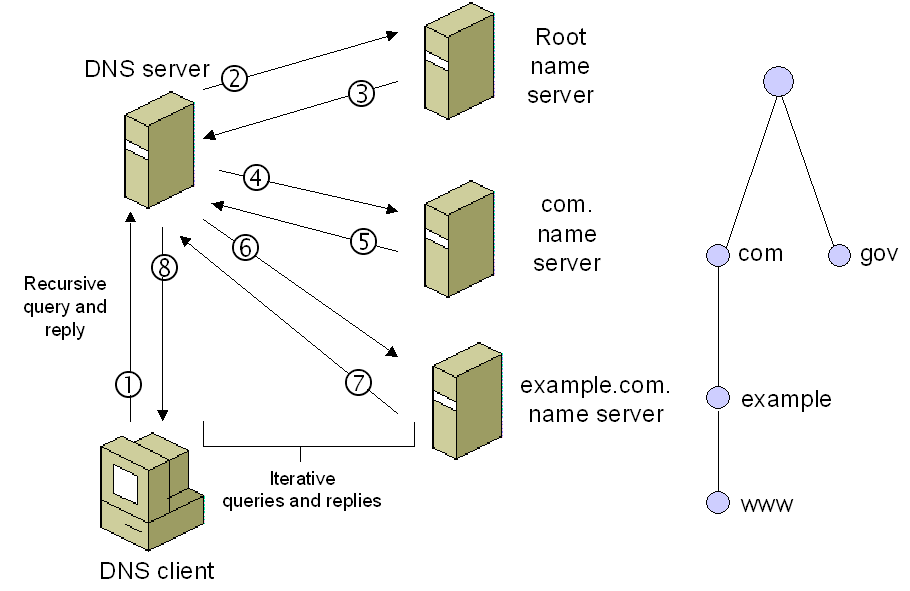 DNS server
②
③
Root
name
server
④
⑤
com.
name
server
⑥
⑧
Recursive
query and
reply
①
⑦
example.com.
name server
Iterative
queries and replies
DNS client
com
gov
example
www